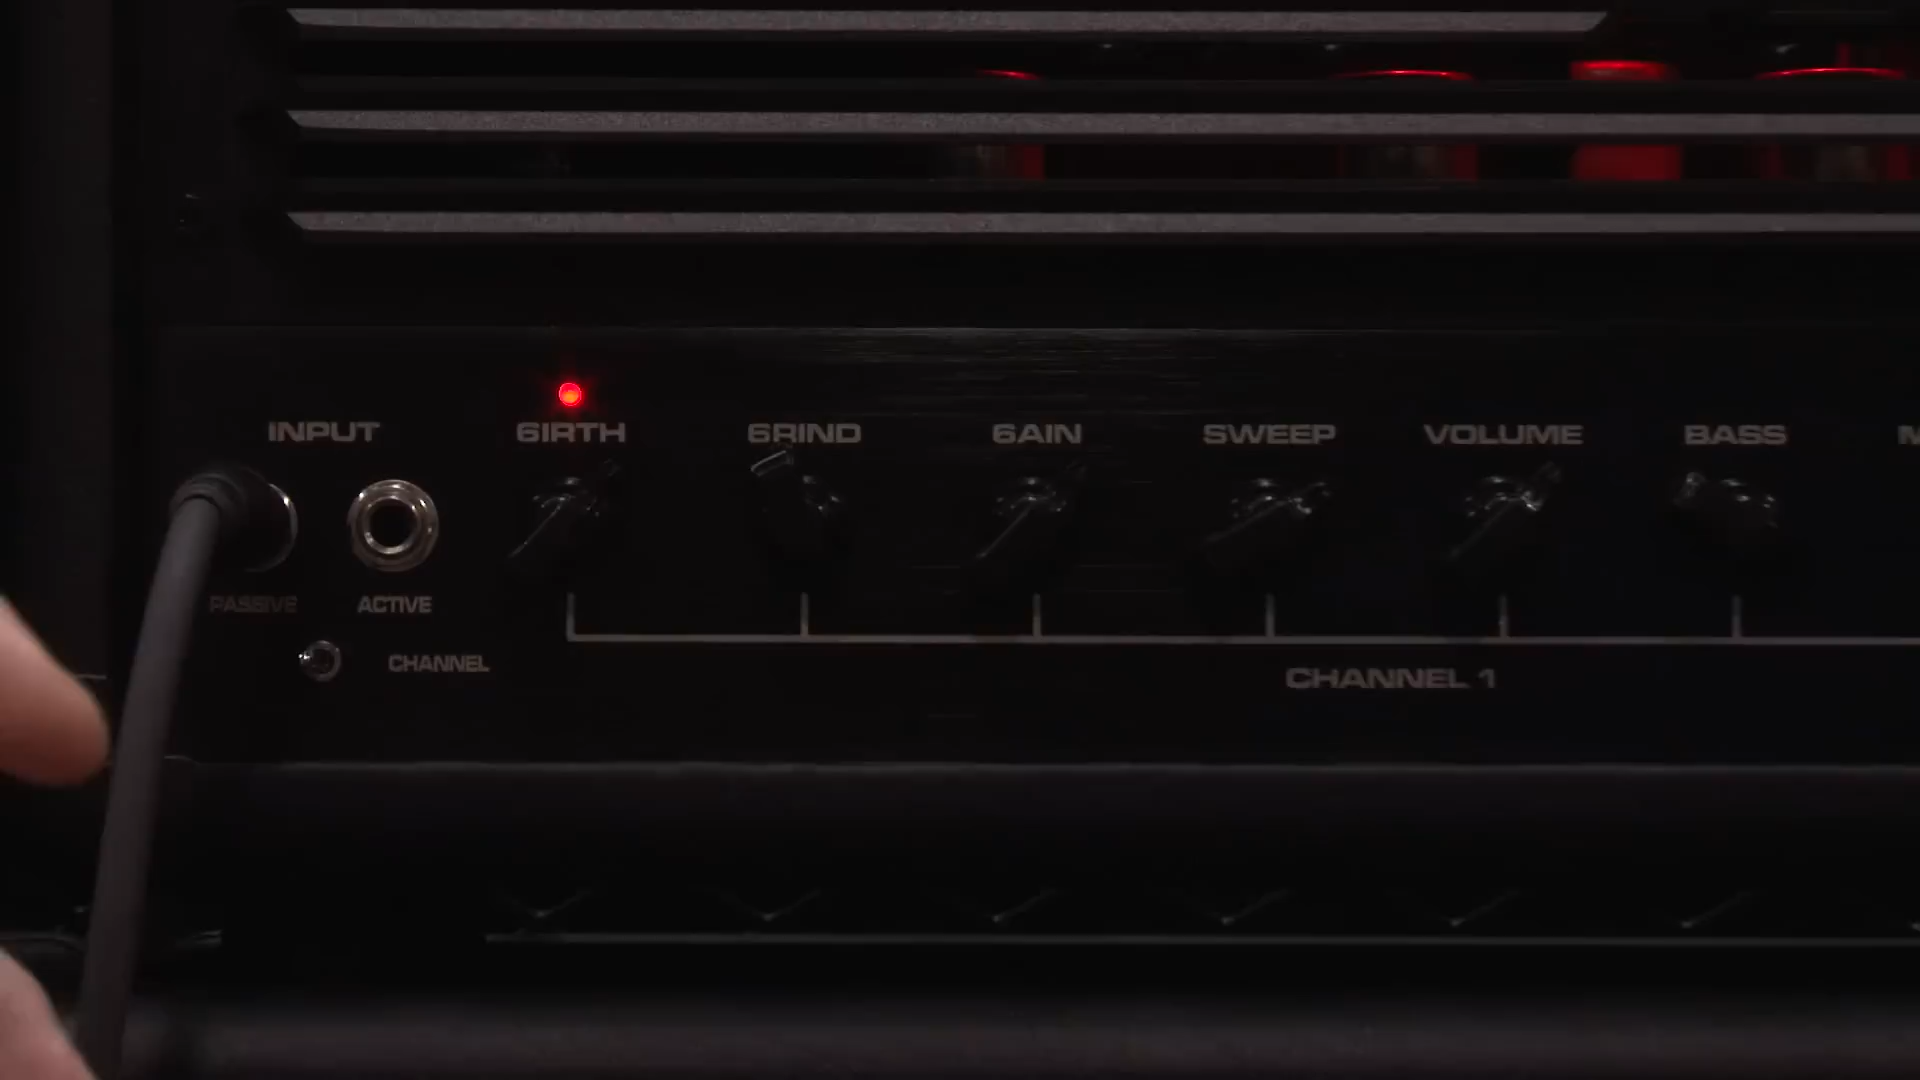 INPUT 6IRTH 6RIND 6AIN SWEEP VOLUME BASS
PASSIVE ACTIVE
CHANNEL
CHANNEL 1